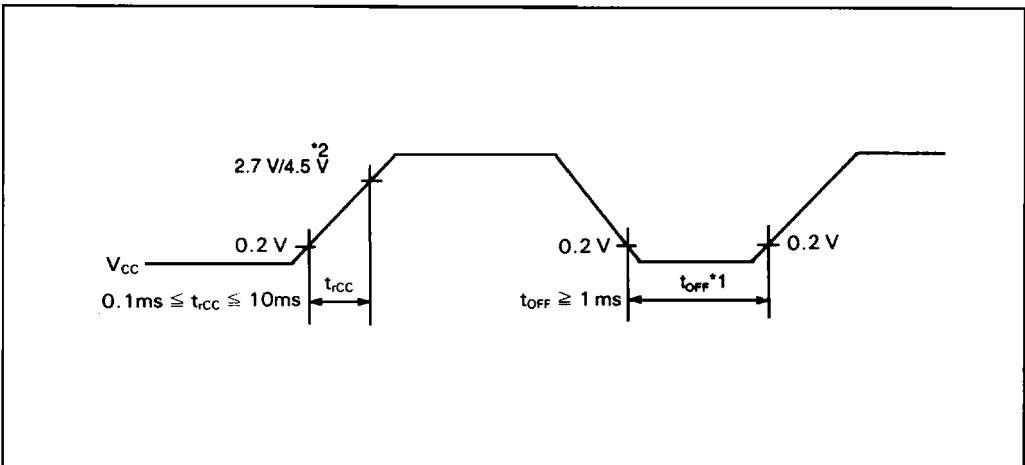 *2
2.7 V/4.5 V
0.2 V
0.2 V
0.2 V
VCC
trCC
tOFF*1
0.1ms ≦ trCC ≦ 10ms
tOFF ≧ 1 ms